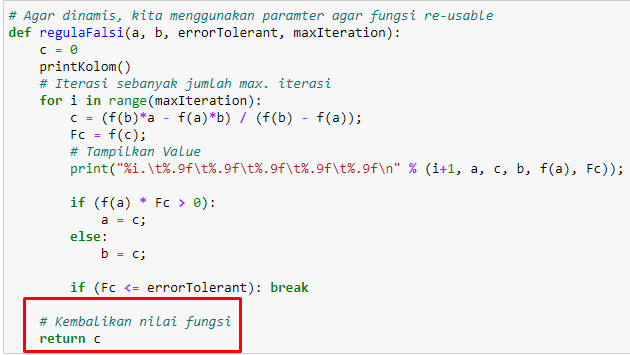 # Agar dinamis, kita menggunakan paramter agar fungsi re-usable
def regulaFalsi(a, b, errorTolerant, maxIteration):
    c = 0
    printKolom()
    # Iterasi sebanyak jumlah max. iterasi
    for i in range(maxIteration):
        c = (f(b)*a - f(a)*b) / (f(b) - f(a));
        Fc = f(c);
        # Tampilkan Value
        print("%i.\t%.9f\t%.9f\t%.9f\t%.9f\t%.9f\n" % (i+1, a, c, b, f(a), Fc));
        if (f(a) * Fc > 0):
            a = c;
        else:
            b = c;
        if (Fc <= errorTolerant): break
    # Kembalikan nilai fungsi
    return c